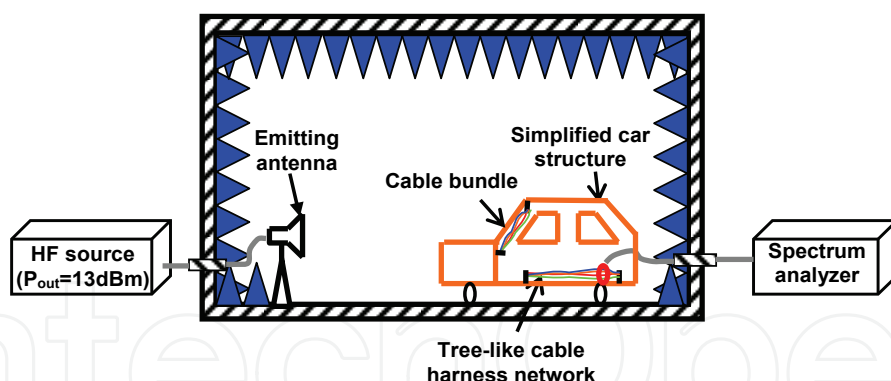 Emitting
antenna
Cable bundle
Simplified car
structure
HF source
(Pout=13dBm)
Spectrum
analyzer
Tree-like cable
harness network